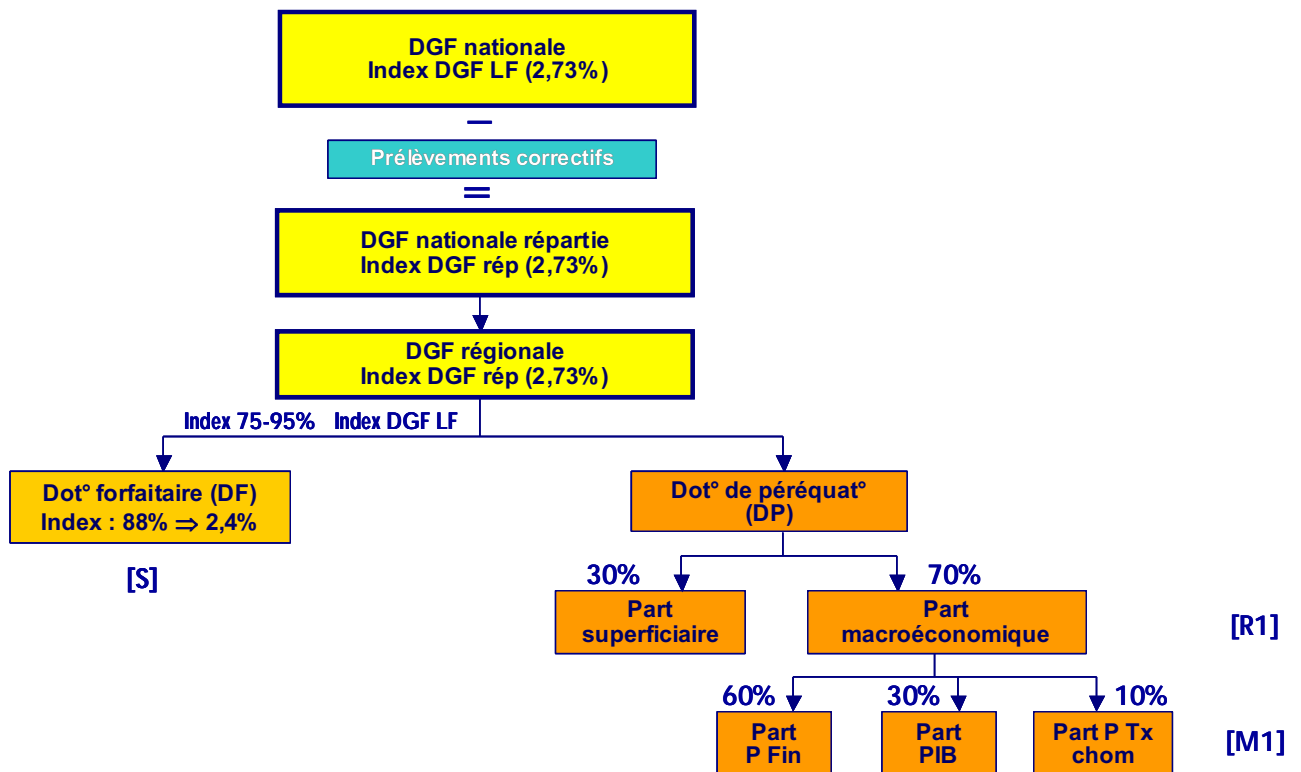 DGF nationale
Index DGF LF (2,73%)
–
Prélèvements correctifs
=
DGF nationale répartie
Index DGF rép (2,73%)
DGF régionale
Index DGF rép (2,73%)
Index 75-95% Index DGF LF
Dot° forfaitaire (DF)
Index : 88% ⇒ 2,4%
[S]
Dot° de péréquat°
(DP)
30%
70%
Part
superficiaire
Part
macroéconomique
[R1]
60%
30%
10%
Part
P Fin
Part
PIB
Part P Tx
chom
[M1]